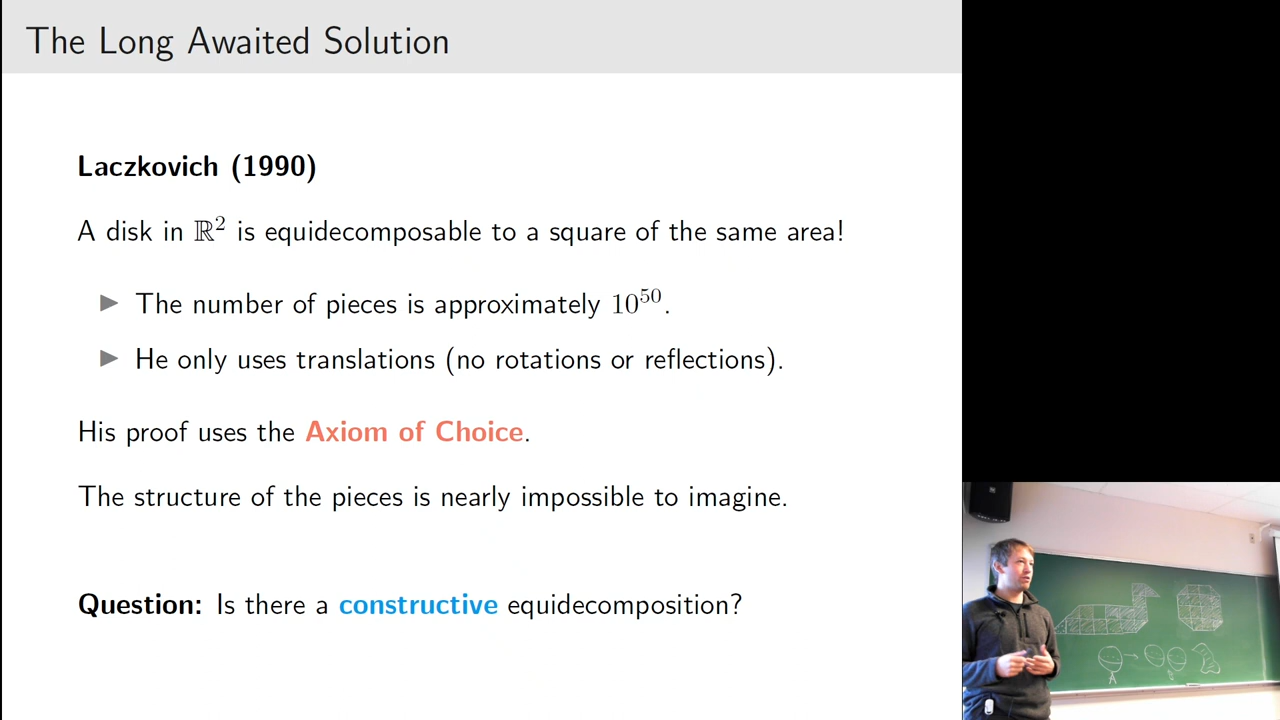 The Long Awaited Solution
Laczkovich (1990)
A disk in ℝ² is equidecomposable to a square of the same area!
▶ The number of pieces is approximately 10⁵⁰.
▶ He only uses translations (no rotations or reflections).
His proof uses the Axiom of Choice.
The structure of the pieces is nearly impossible to imagine.
Question: Is there a constructive equidecomposition?
A